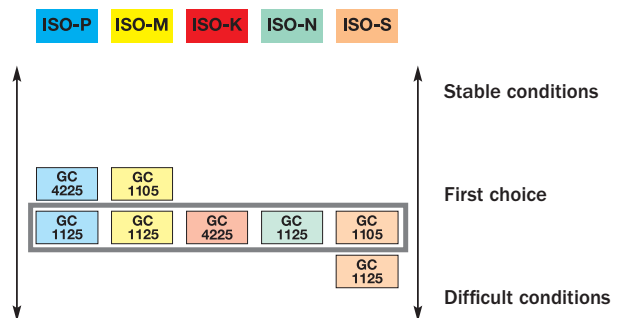 ISO-P ISO-M ISO-K ISO-N ISO-S
Stable conditions
GC GC
4225 1105
First choice
GC GC GC GC GC
1125 1125 4225 1125 1105
GC
1125
Difficult conditions